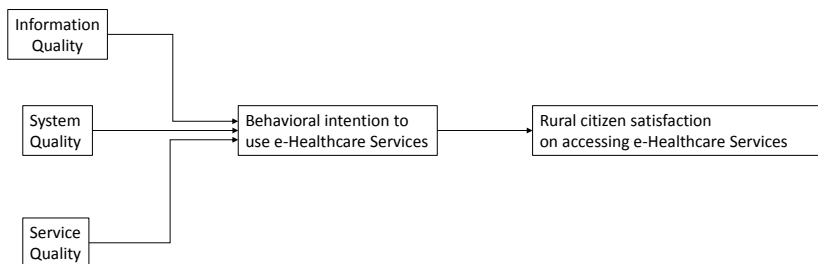 Information
Quality
System
Quality
Behavioral intention to
use e-Healthcare Services
Rural citizen satisfaction
on accessing e-Healthcare Services
Service
Quality